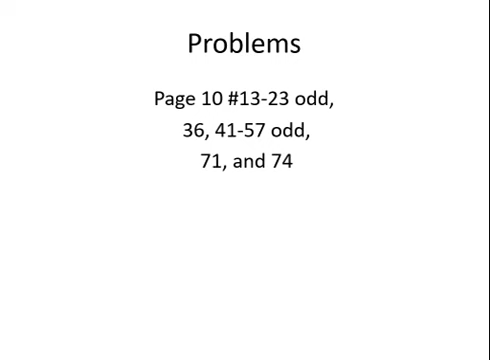 Problems
Page 10 #13-23 odd,
36, 41-57 odd,
71, and 74